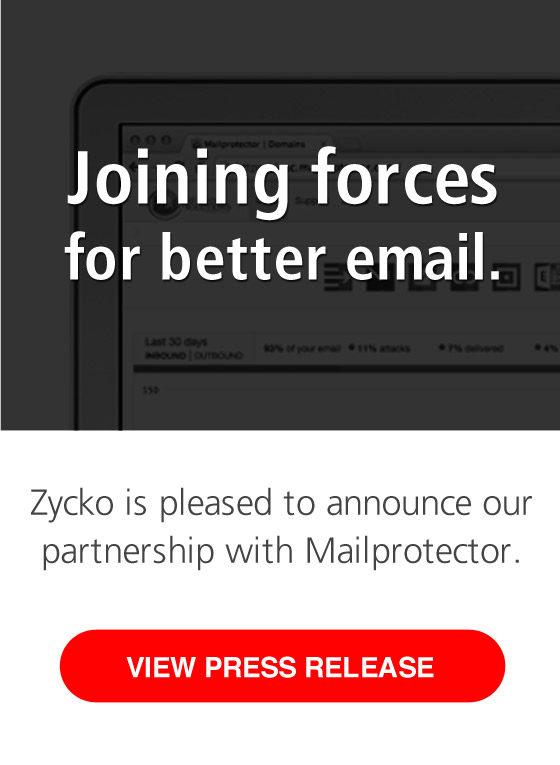 Mailprotector | Domains
Joining forces
for better email.
Last 30 days
INBOUND | OUTBOUND
93% of your email • 11% attacks • 7% delivered • 4%
150
Zycko is pleased to announce our
partnership with Mailprotector.
VIEW PRESS RELEASE